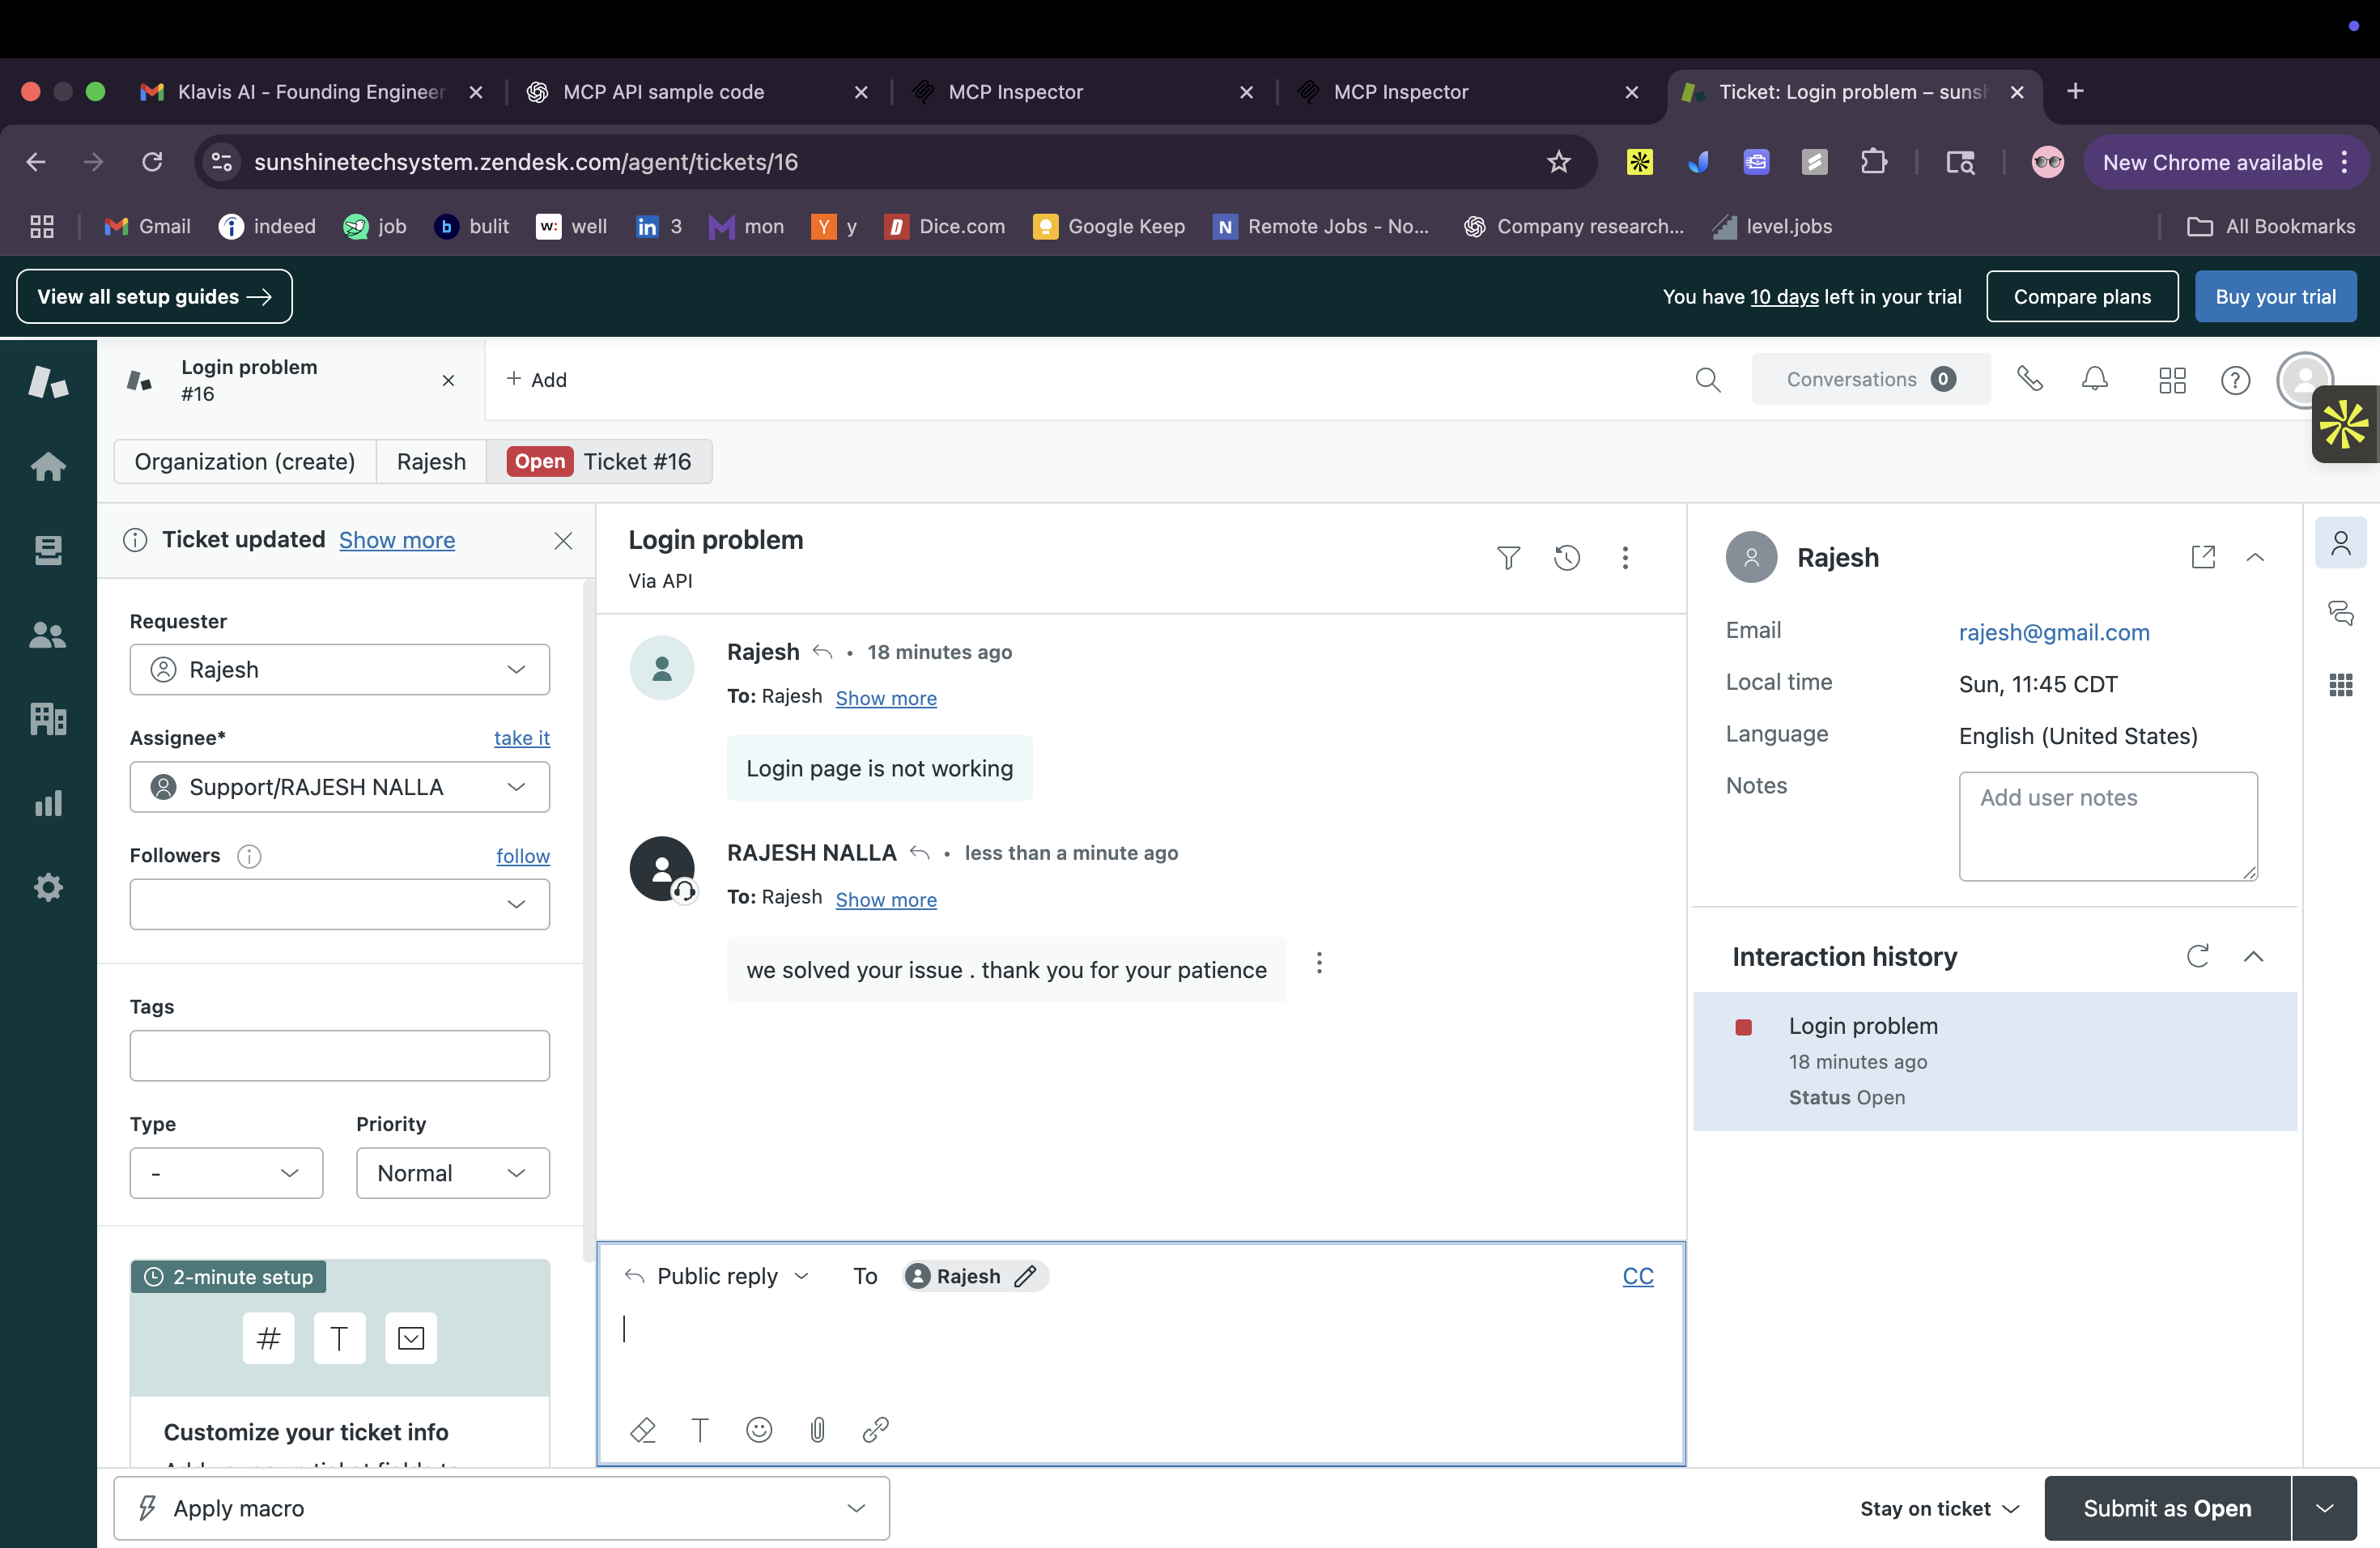 Klavis AI - Founding Engineer
MCP API sample code
MCP Inspector
MCP Inspector
Ticket: Login problem – suns
sunshinetechsystem.zendesk.com/agent/tickets/16
New Chrome available
Gmail
indeed
job
bulit
well
3
mon
y
Dice.com
Google Keep
Remote Jobs - No...
Company research...
level.jobs
All Bookmarks
View all setup guides →
You have 10 days left in your trial
Compare plans
Buy your trial
Login problem
#16
+ Add
Conversations 0
Organization (create)
Rajesh
Open Ticket #16
Ticket updated Show more
Requester
Rajesh
Assignee*
take it
Support/RAJESH NALLA
Followers
follow
Tags
Type
Priority
-
Normal
2-minute setup
Customize your ticket info
Apply macro
Login problem
Via API
Rajesh • 18 minutes ago
To: Rajesh Show more
Login page is not working
RAJESH NALLA • less than a minute ago
To: Rajesh Show more
we solved your issue . thank you for your patience
Public reply
To
Rajesh
CC
Rajesh
Email
rajesh@gmail.com
Local time
Sun, 11:45 CDT
Language
English (United States)
Notes
Add user notes
Interaction history
Login problem
18 minutes ago
Status Open
Stay on ticket
Submit as Open